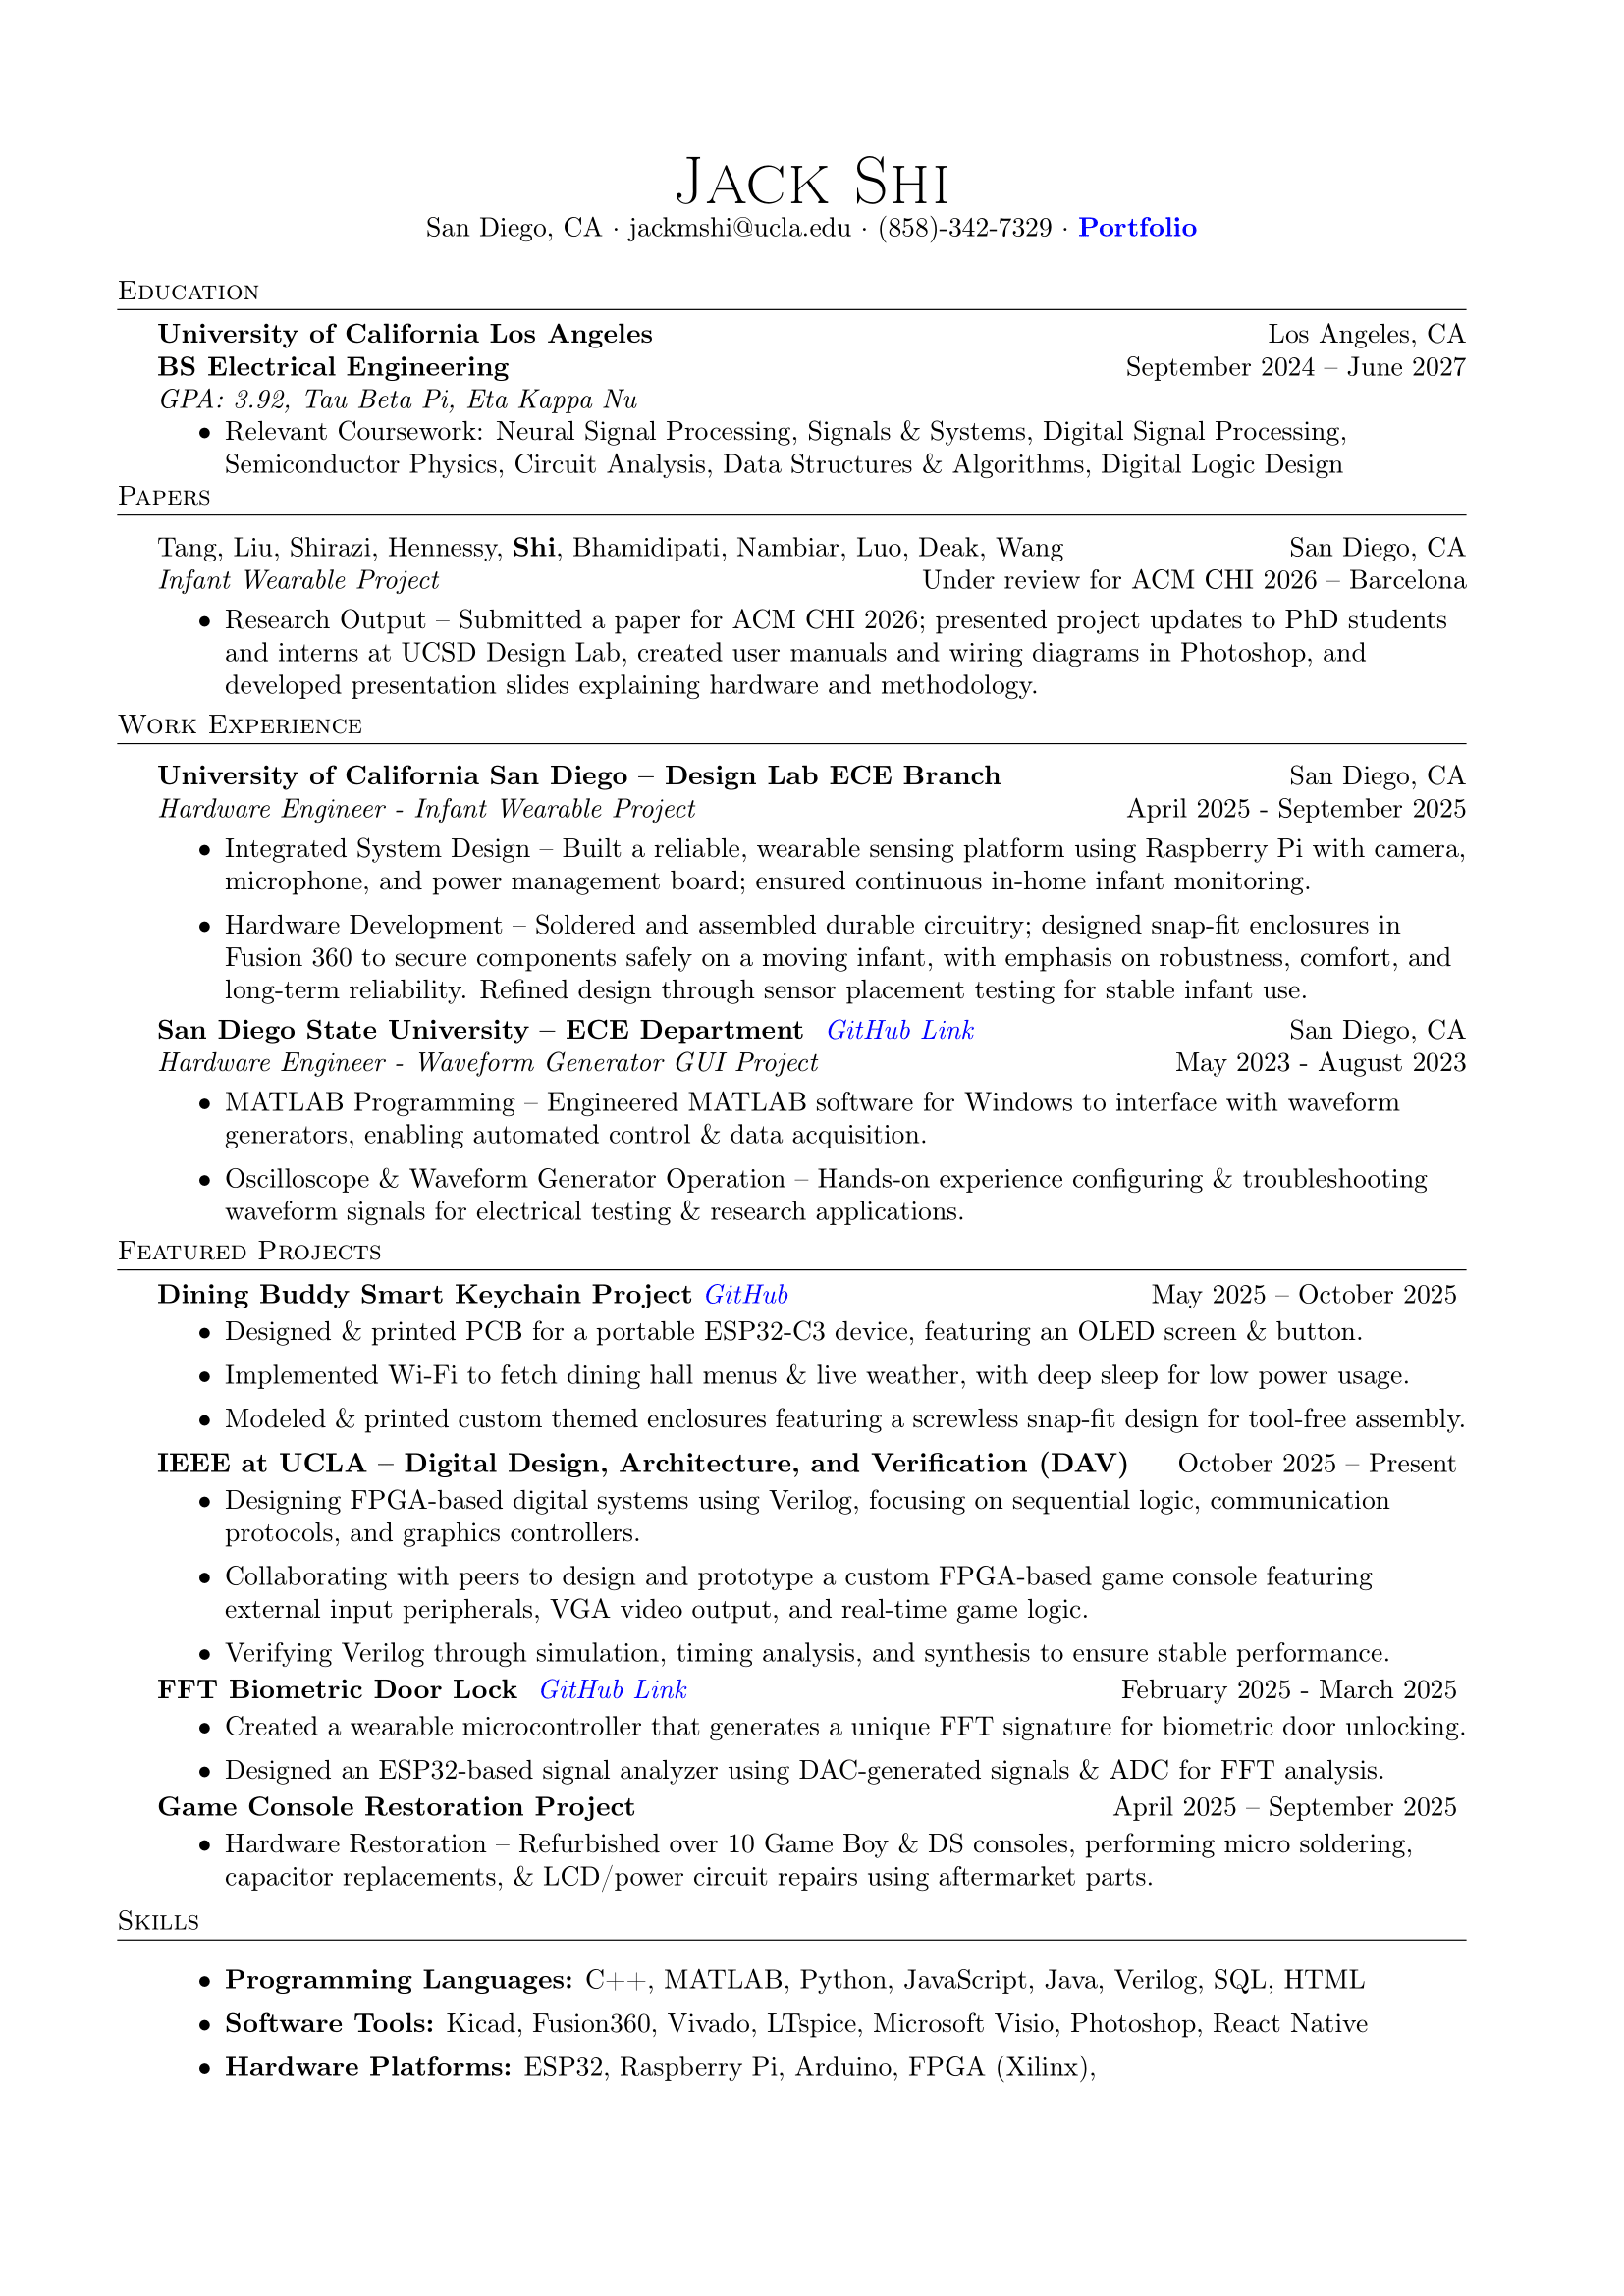 Jack Shi
San Diego, CA · jackmshi@ucla.edu · (858)-342-7329 · Portfolio
Education
University of California Los Angeles Los Angeles, CA
BS Electrical Engineering September 2024 – June 2027
GPA: 3.92, Tau Beta Pi, Eta Kappa Nu
• Relevant Coursework: Neural Signal Processing, Signals & Systems, Digital Signal Processing,
Semiconductor Physics, Circuit Analysis, Data Structures & Algorithms, Digital Logic Design
Papers
Tang, Liu, Shirazi, Hennessy, Shi, Bhamidipati, Nambiar, Luo, Deak, Wang San Diego, CA
Infant Wearable Project Under review for ACM CHI 2026 – Barcelona
• Research Output – Submitted a paper for ACM CHI 2026; presented project updates to PhD students
and interns at UCSD Design Lab, created user manuals and wiring diagrams in Photoshop, and
developed presentation slides explaining hardware and methodology.
Work Experience
University of California San Diego – Design Lab ECE Branch San Diego, CA
Hardware Engineer - Infant Wearable Project April 2025 - September 2025
• Integrated System Design – Built a reliable, wearable sensing platform using Raspberry Pi with camera,
microphone, and power management board; ensured continuous in-home infant monitoring.
• Hardware Development – Soldered and assembled durable circuitry; designed snap-fit enclosures in
Fusion 360 to secure components safely on a moving infant, with emphasis on robustness, comfort, and
long-term reliability. Refined design through sensor placement testing for stable infant use.
San Diego State University – ECE Department GitHub Link San Diego, CA
Hardware Engineer - Waveform Generator GUI Project May 2023 - August 2023
• MATLAB Programming – Engineered MATLAB software for Windows to interface with waveform
generators, enabling automated control & data acquisition.
• Oscilloscope & Waveform Generator Operation – Hands-on experience configuring & troubleshooting
waveform signals for electrical testing & research applications.
Featured Projects
Dining Buddy Smart Keychain Project GitHub May 2025 – October 2025
• Designed & printed PCB for a portable ESP32-C3 device, featuring an OLED screen & button.
• Implemented Wi-Fi to fetch dining hall menus & live weather, with deep sleep for low power usage.
• Modeled & printed custom themed enclosures featuring a screwless snap-fit design for tool-free assembly.
IEEE at UCLA – Digital Design, Architecture, and Verification (DAV) October 2025 – Present
• Designing FPGA-based digital systems using Verilog, focusing on sequential logic, communication
protocols, and graphics controllers.
• Collaborating with peers to design and prototype a custom FPGA-based game console featuring
external input peripherals, VGA video output, and real-time game logic.
• Verifying Verilog through simulation, timing analysis, and synthesis to ensure stable performance.
FFT Biometric Door Lock GitHub Link February 2025 - March 2025
• Created a wearable microcontroller that generates a unique FFT signature for biometric door unlocking.
• Designed an ESP32-based signal analyzer using DAC-generated signals & ADC for FFT analysis.
Game Console Restoration Project April 2025 – September 2025
• Hardware Restoration – Refurbished over 10 Game Boy & DS consoles, performing micro soldering,
capacitor replacements, & LCD/power circuit repairs using aftermarket parts.
Skills
• Programming Languages: C++, MATLAB, Python, JavaScript, Java, Verilog, SQL, HTML
• Software Tools: Kicad, Fusion360, Vivado, LTspice, Microsoft Visio, Photoshop, React Native
• Hardware Platforms: ESP32, Raspberry Pi, Arduino, FPGA (Xilinx),